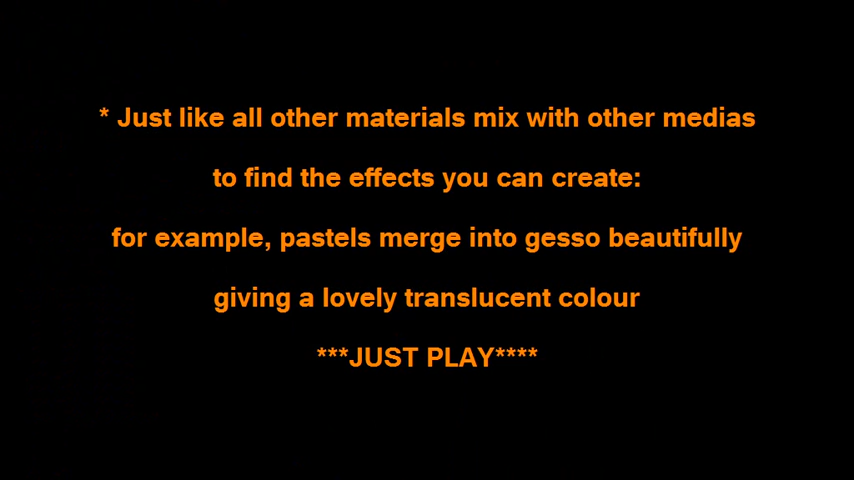 * Just like all other materials mix with other medias
to find the effects you can create:
for example, pastels merge into gesso beautifully
giving a lovely translucent colour
***JUST PLAY****